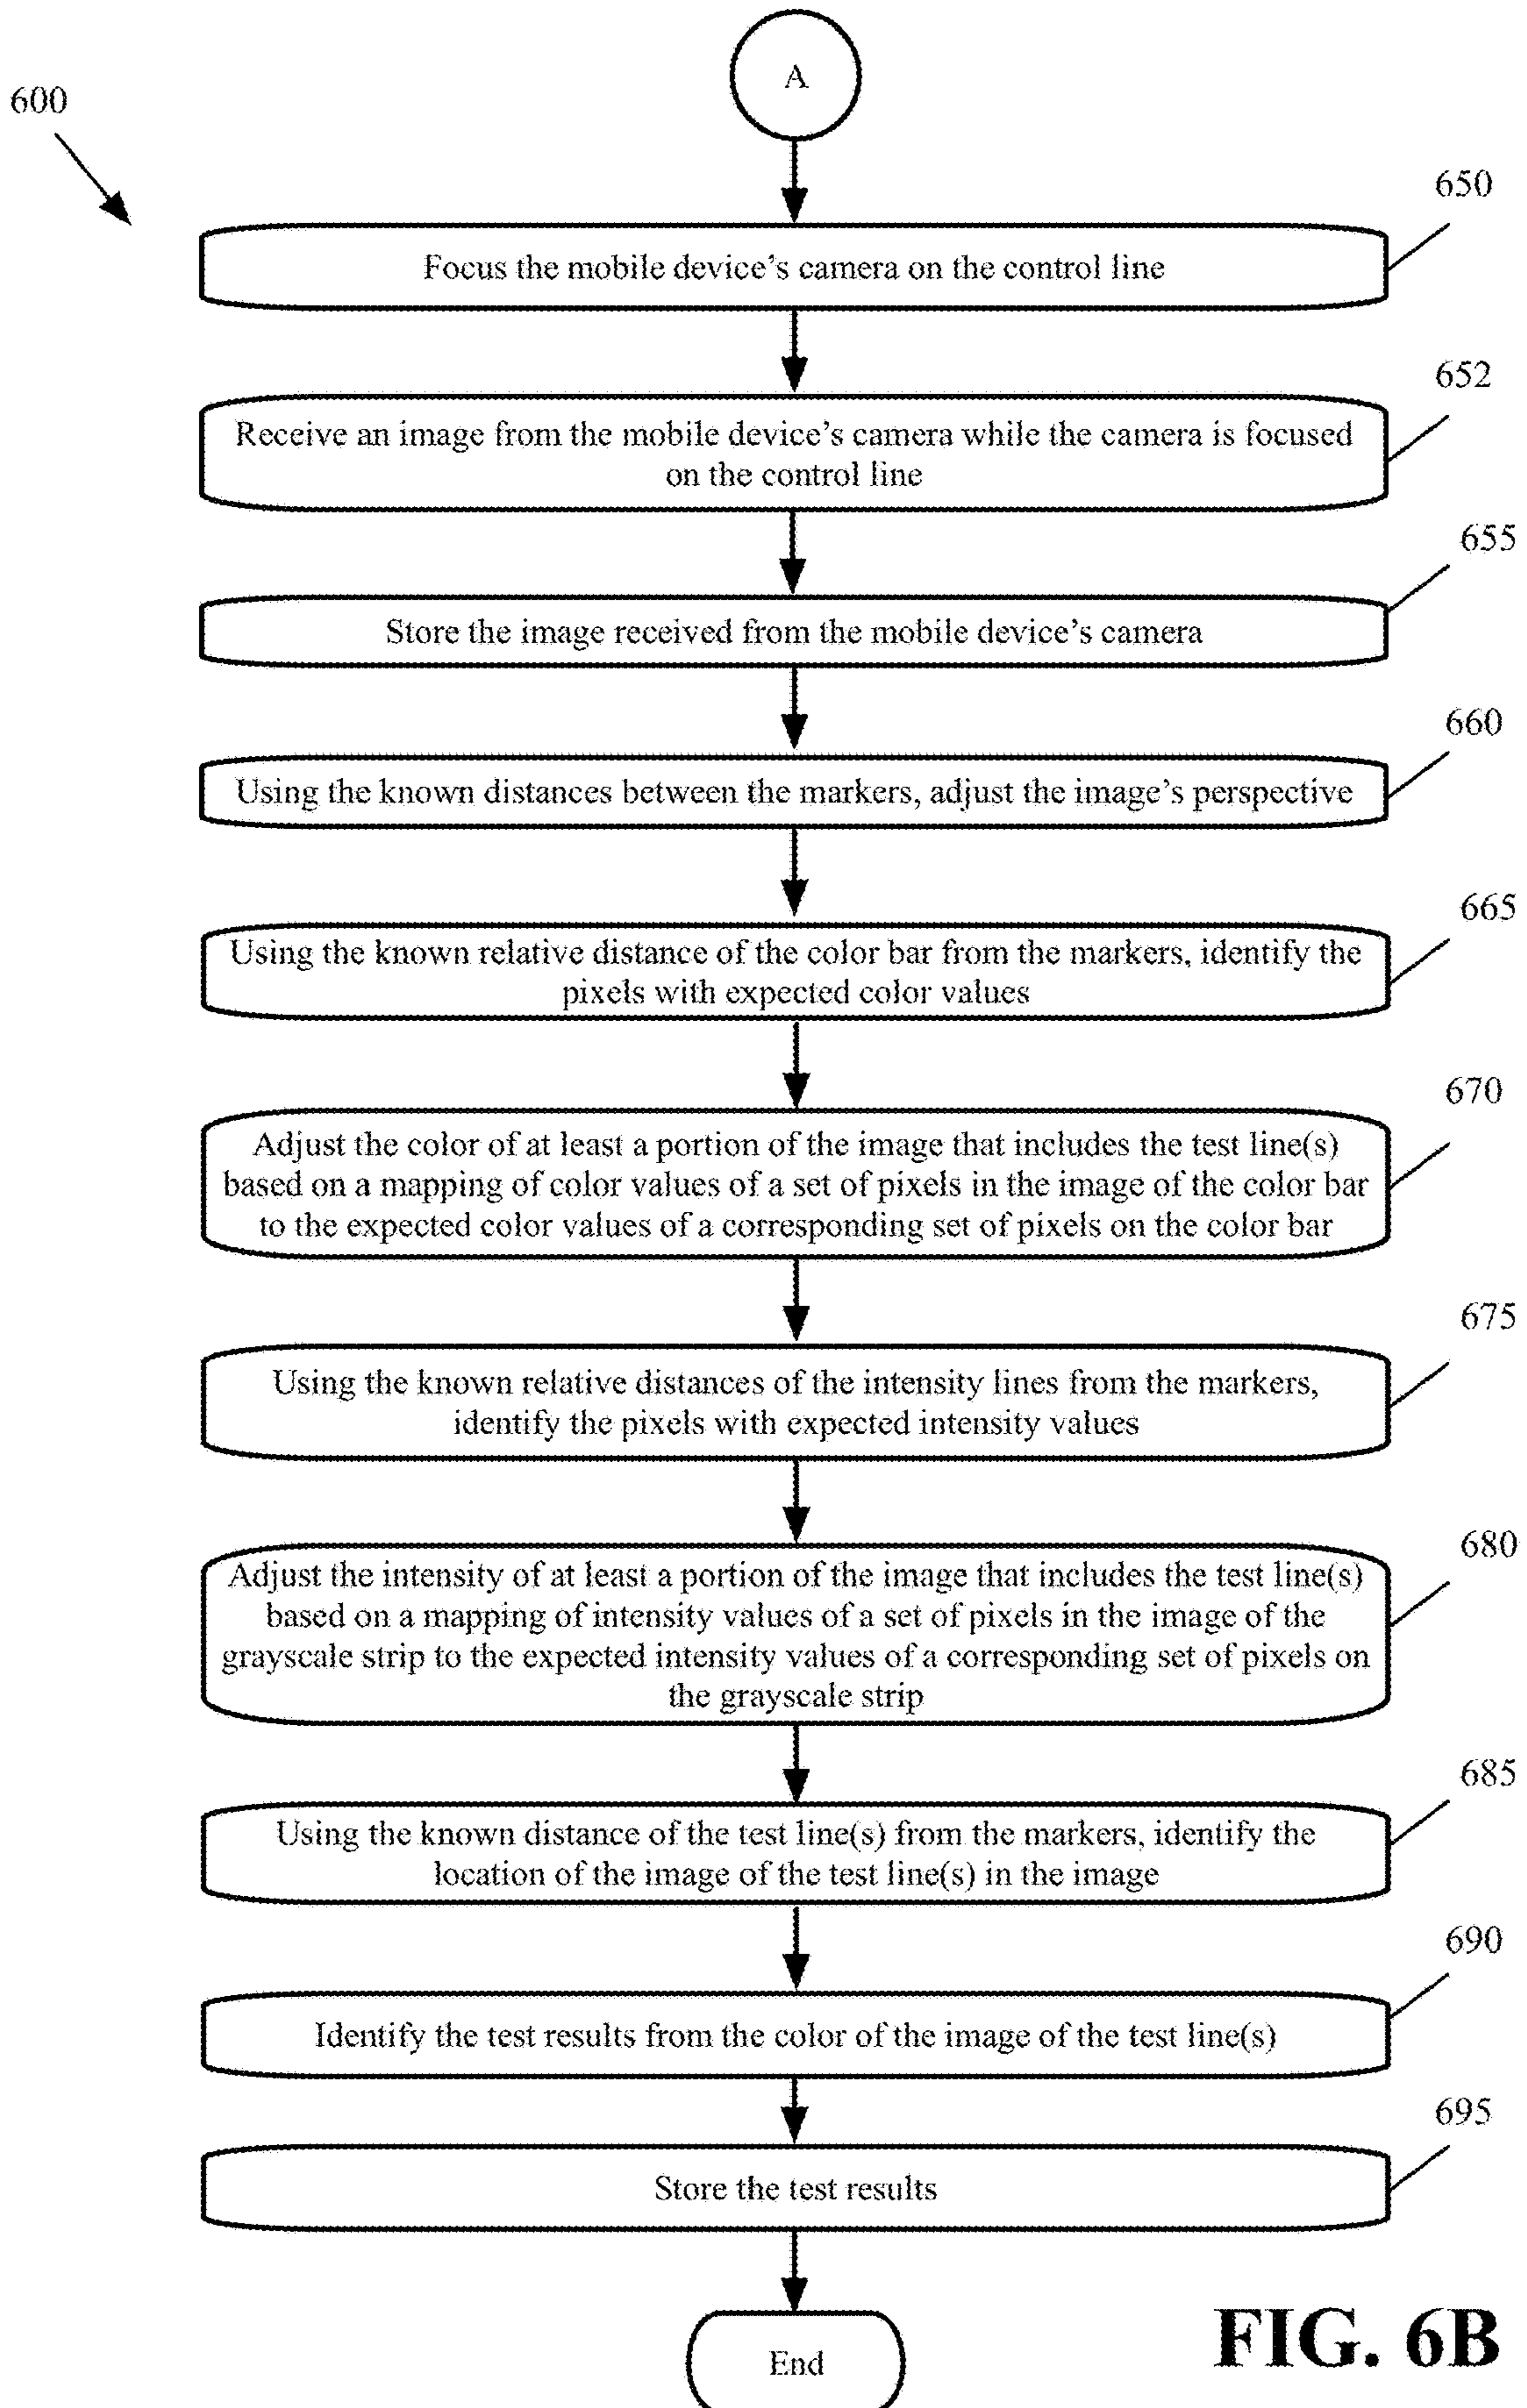 A
600
650
Focus the mobile device's camera on the control line
652
Receive an image from the mobile device's camera while the camera is focused
on the control line
655
Store the image received from the mobile device's camera
660
Using the known distances between the markers, adjust the image's perspective
665
Using the known relative distance of the color bar from the markers, identify the
pixels with expected color values
670
Adjust the color of at least a portion of the image that includes the test line(s)
based on a mapping of color values of a set of pixels in the image of the color bar
to the expected color values of a corresponding set of pixels on the color bar
675
Using the known relative distances of the intensity lines from the markers,
identify the pixels with expected intensity values
680
Adjust the intensity of at least a portion of the image that includes the test line(s)
based on a mapping of intensity values of a set of pixels in the image of the
grayscale strip to the expected intensity values of a corresponding set of pixels on
the grayscale strip
685
Using the known distance of the test line(s) from the markers, identify the
location of the image of the test line(s) in the image
690
Identify the test results from the color of the image of the test line(s)
695
Store the test results
End
FIG. 6B